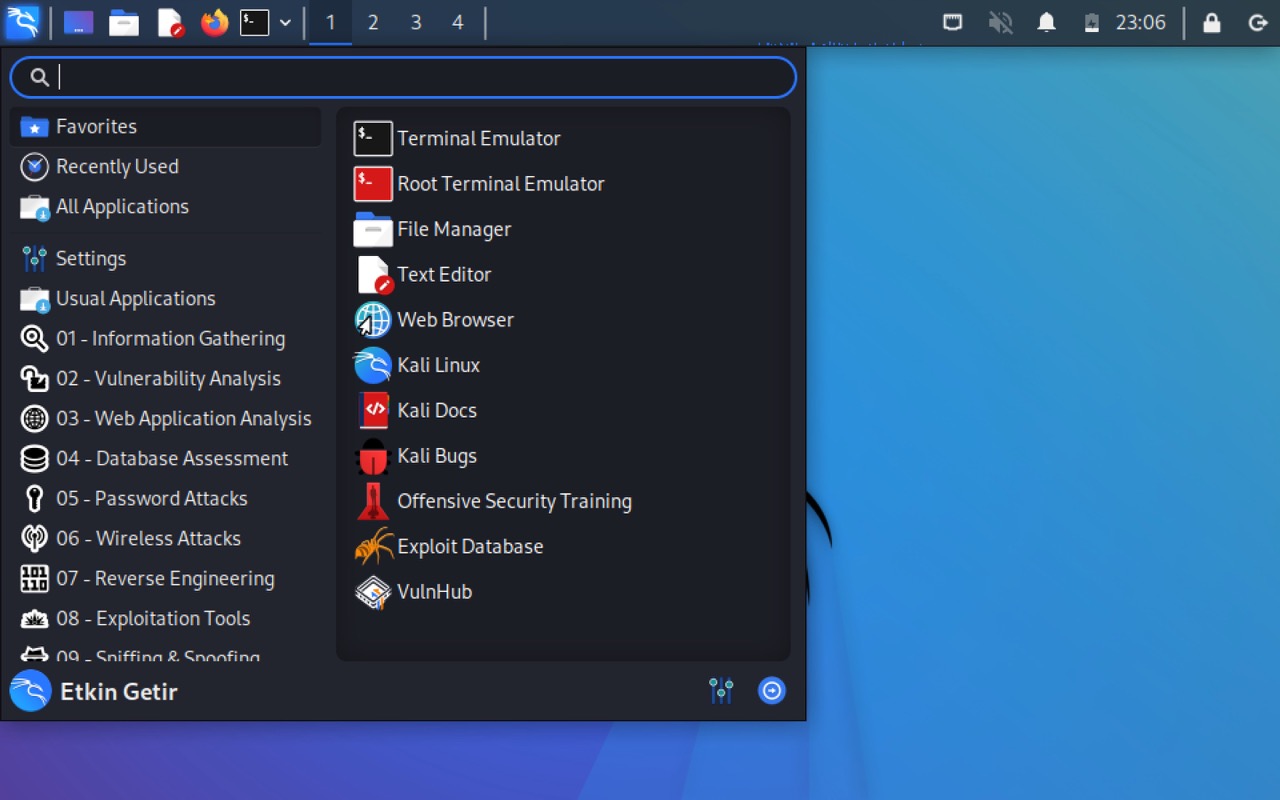 1 2 3 4
23:06
Favorites
Recently Used
All Applications
Settings
Usual Applications
01 - Information Gathering
02 - Vulnerability Analysis
03 - Web Application Analysis
04 - Database Assessment
05 - Password Attacks
06 - Wireless Attacks
07 - Reverse Engineering
08 - Exploitation Tools
09 - Sniffing & Spoofing
Terminal Emulator
Root Terminal Emulator
File Manager
Text Editor
Web Browser
Kali Linux
Kali Docs
Kali Bugs
Offensive Security Training
Exploit Database
VulnHub
Etkin Getir